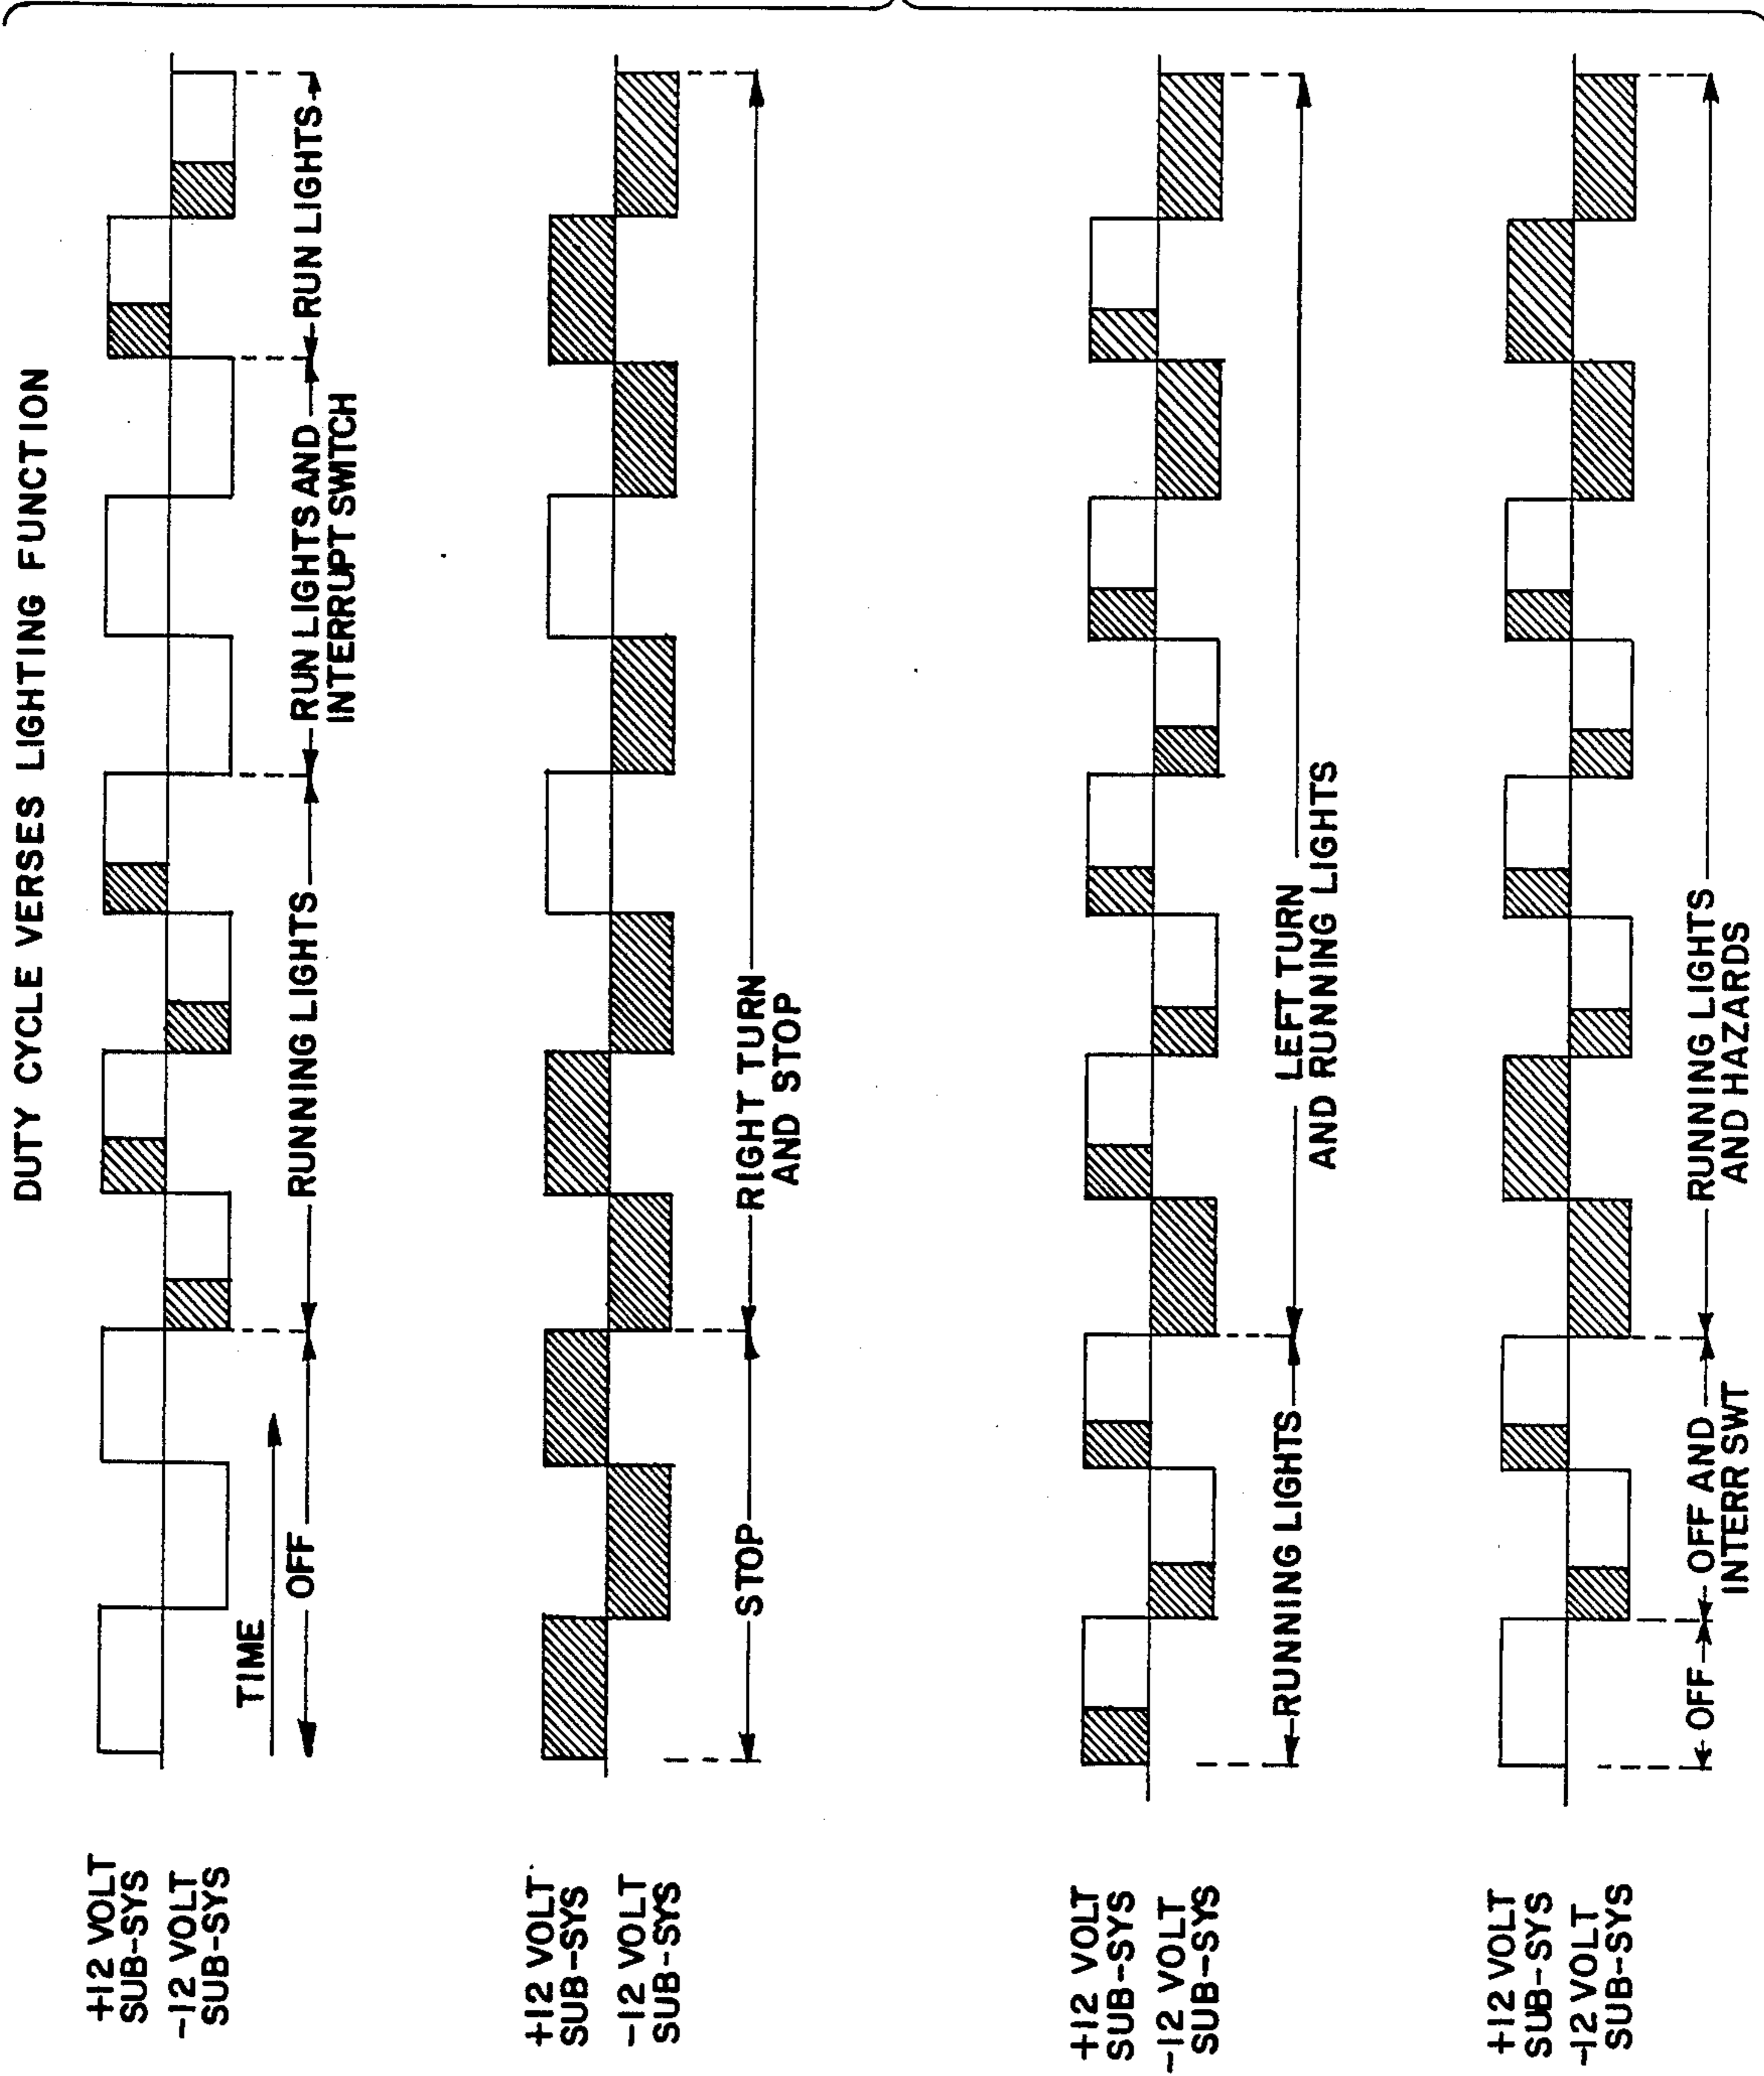 DUTY CYCLE VERSES LIGHTING FUNCTION
+12 VOLT
SUB-SYS
-12 VOLT
SUB-SYS
TIME
OFF
RUNNING LIGHTS
RUN LIGHTS AND
INTERRUPT SWITCH
RUN LIGHTS
+12 VOLT
SUB-SYS
-12 VOLT
SUB-SYS
STOP
RIGHT TURN
AND STOP
+12 VOLT
SUB-SYS
-12 VOLT
SUB-SYS
RUNNING LIGHTS
LEFT TURN
AND RUNNING LIGHTS
+12 VOLT
SUB-SYS
-12 VOLT
SUB-SYS
OFF
OFF AND
INTERR SWT
RUNNING LIGHTS
AND HAZARDS